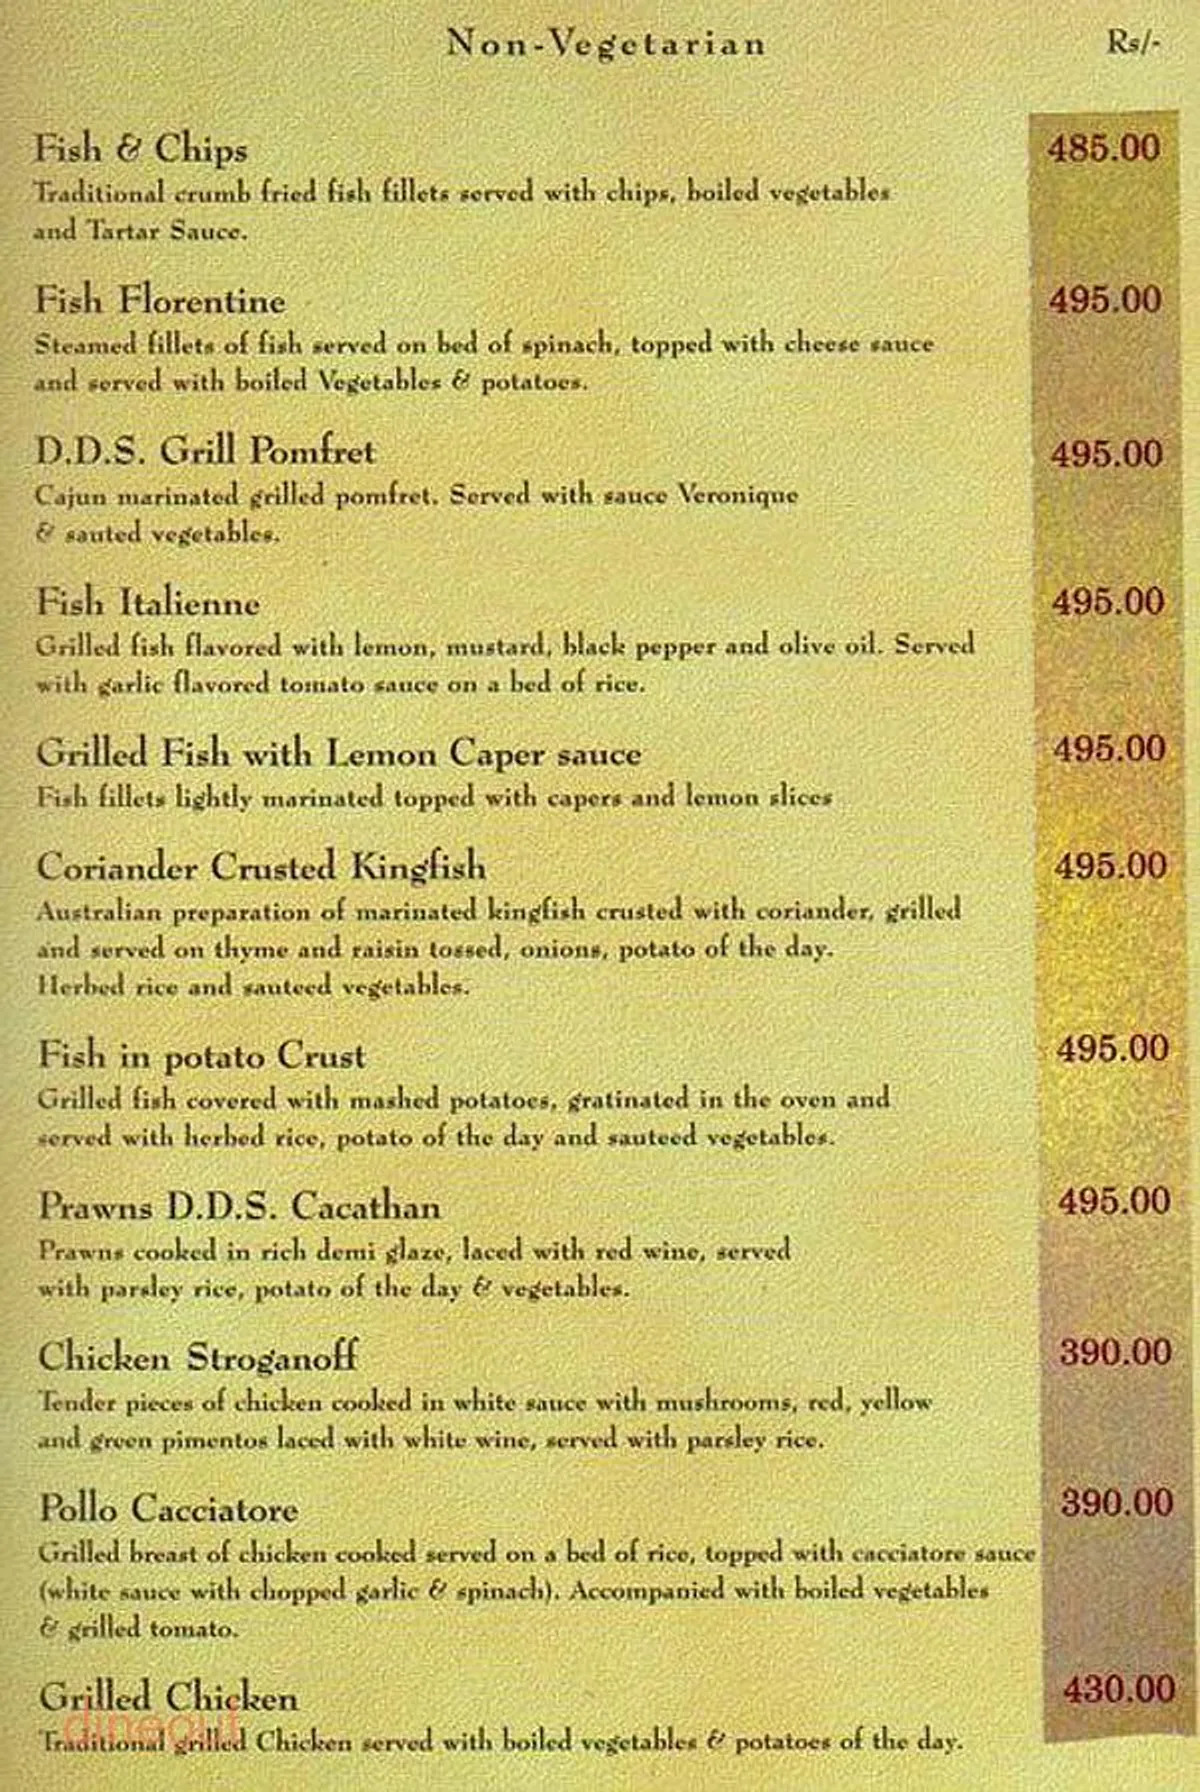 Non-Vegetarian Rs/-
Fish & Chips 485.00
Traditional crumb fried fish fillets served with chips, boiled vegetables
and Tartar Sauce.
Fish Florentine 495.00
Steamed fillets of fish served on bed of spinach, topped with cheese sauce
and served with boiled Vegetables & potatoes.
D.D.S. Grill Pomfret 495.00
Cajun marinated grilled pomfret. Served with sauce Veronique
& sauted vegetables.
Fish Italienne 495.00
Grilled fish flavored with lemon, mustard, black pepper and olive oil. Served
with garlic flavored tomato sauce on a bed of rice.
Grilled Fish with Lemon Caper sauce 495.00
Fish fillets lightly marinated topped with capers and lemon slices
Coriander Crusted Kingfish 495.00
Australian preparation of marinated kingfish crusted with coriander, grilled
and served on thyme and raisin tossed, onions, potato of the day.
Herbed rice and sauteed vegetables.
Fish in potato Crust 495.00
Grilled fish covered with mashed potatoes, gratinated in the oven and
served with herbed rice, potato of the day and sauteed vegetables.
Prawns D.D.S. Cacathan 495.00
Prawns cooked in rich demi glaze, laced with red wine, served
with parsley rice, potato of the day & vegetables.
Chicken Stroganoff 390.00
Tender pieces of chicken cooked in white sauce with mushrooms, red, yellow
and green pimentos laced with white wine, served with parsley rice.
Pollo Cacciatore 390.00
Grilled breast of chicken cooked served on a bed of rice, topped with cacciatore sauce
(white sauce with chopped garlic & spinach). Accompanied with boiled vegetables
& grilled tomato.
Grilled Chicken 430.00
dineout
Traditional grilled Chicken served with boiled vegetables & potatoes of the day.